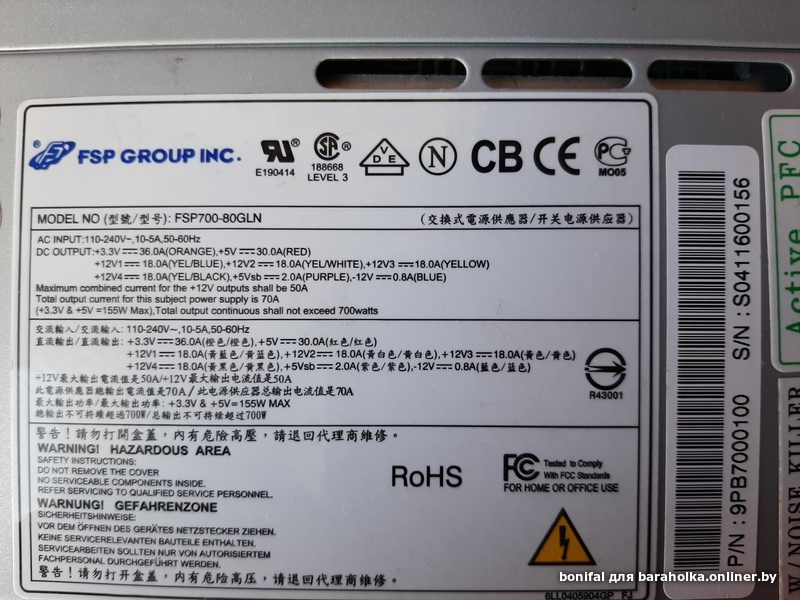 FSP GROUP INC.
E190414
188668
LEVEL 3
VDE
N
CB CE
PC
MO05
MODEL NO (型號/型号): FSP700-80GLN
(交換式電源供應器/开关电源供应器)
AC INPUT:110-240V~,10-5A,50-60Hz
DC OUTPUT:+3.3V⎓36.0A(ORANGE),+5V⎓30.0A(RED)
+12V1⎓18.0A(YEL/BLUE),+12V2⎓18.0A(YEL/WHITE),+12V3⎓18.0A(YELLOW)
+12V4⎓18.0A(YEL/BLACK),+5Vsb⎓2.0A(PURPLE),-12V⎓0.8A(BLUE)
Maximum combined current for the +12V outputs shall be 50A
Total output current for this subject power supply is 70A
(+3.3V & +5V =155W Max),Total output continuous shall not exceed 700watts
交流輸入/交流输入: 110-240V~,10-5A,50-60Hz
直流輸出/直流输出: +3.3V⎓36.0A(橙色/橙色),+5V⎓30.0A(紅色/红色)
+12V1⎓18.0A(黃藍色/黄蓝色),+12V2⎓18.0A(黃白色/黄白色),+12V3⎓18.0A(黃色/黄色)
+12V4⎓18.0A(黃黑色/黄黑色),+5Vsb⎓2.0A(紫色/紫色),-12V⎓0.8A(藍色/蓝色)
+12V最大輸出電流值是50A/+12V最大输出电流值是50A
此電源供應器總輸出電流值是70A/此电源供应器总输出电流值是70A
最大輸出功率/最大输出功率: +3.3V & +5V=155W MAX
總輸出不可持續超過700W/总输出不可持续超过700W
R43001
警告!請勿打開盒蓋,內有危險高壓,請退回代理商維修。
WARNING! HAZARDOUS AREA
SAFETY INSTRUCTIONS:
DO NOT REMOVE THE COVER
NO SERVICEABLE COMPONENTS INSIDE.
REFER SERVICING TO QUALIFIED SERVICE PERSONNEL.
WARNUNG! GEFAHRENZONE
SICHERHEITSHINWEISE:
VOR DEM ÖFFNEN DES GERÄTES NETZSTECKER ZIEHEN.
KEINE SERVICERELEVANTEN BAUTEILE ENTHALTEN.
SERVICEARBEITEN SOLLTEN NUR VON AUTORISIERTEM
FACHPERSONAL DURCHGEFÜHRT WERDEN.
警告!请勿打开盒盖,内有危险高压,请退回代理商维修。
RoHS
FC Tested to Comply
With FCC Standards
FOR HOME OR OFFICE USE
6LL0405904GP FJ
P/N : 9PB7000100 S/N : S0411600156
Active PFC
W/NOISE KILLER
bonifal для baraholka.onliner.by